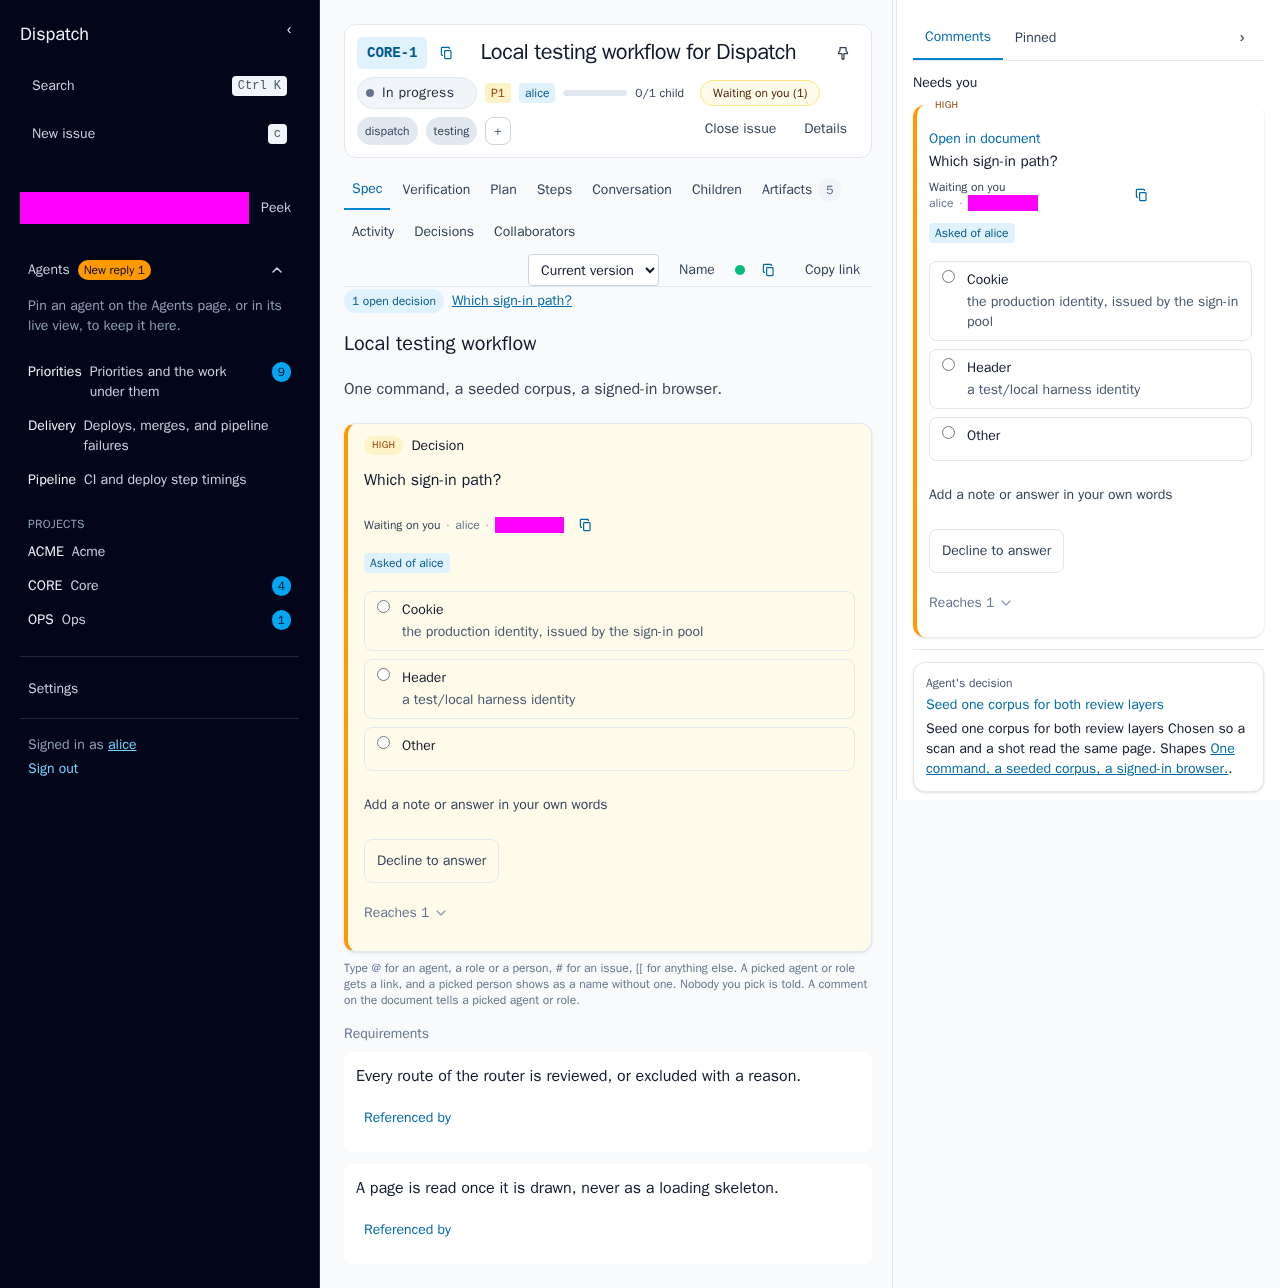 Dispatch
Search
Ctrl K
New issue
C
Peek
Agents
New reply 1
Pin an agent on the Agents page, or in its
live view, to keep it here.
Priorities Priorities and the work
under them
9
Delivery Deploys, merges, and pipeline
failures
Pipeline CI and deploy step timings
PROJECTS
ACME Acme
CORE Core
4
OPS Ops
1
Settings
Signed in as alice
Sign out
CORE-1
Local testing workflow for Dispatch
In progress
P1
alice
0/1 child
Waiting on you (1)
dispatch
testing
+
Close issue
Details
Spec
Verification
Plan
Steps
Conversation
Children
Artifacts 5
Activity
Decisions
Collaborators
Current version
Name
Copy link
1 open decision
Which sign-in path?
Local testing workflow
One command, a seeded corpus, a signed-in browser.
HIGH
Decision
Which sign-in path?
Waiting on you · alice ·
Asked of alice
Cookie
the production identity, issued by the sign-in pool
Header
a test/local harness identity
Other
Add a note or answer in your own words
Decline to answer
Reaches 1
Type @ for an agent, a role or a person, # for an issue, [[ for anything else. A picked agent or role
gets a link, and a picked person shows as a name without one. Nobody you pick is told. A comment
on the document tells a picked agent or role.
Requirements
Every route of the router is reviewed, or excluded with a reason.
Referenced by
A page is read once it is drawn, never as a loading skeleton.
Referenced by
Comments
Pinned
Needs you
HIGH
Open in document
Which sign-in path?
Waiting on you
alice ·
Asked of alice
Cookie
the production identity, issued by the sign-in
pool
Header
a test/local harness identity
Other
Add a note or answer in your own words
Decline to answer
Reaches 1
Agent's decision
Seed one corpus for both review layers
Seed one corpus for both review layers Chosen so a
scan and a shot read the same page. Shapes One
command, a seeded corpus, a signed-in browser..